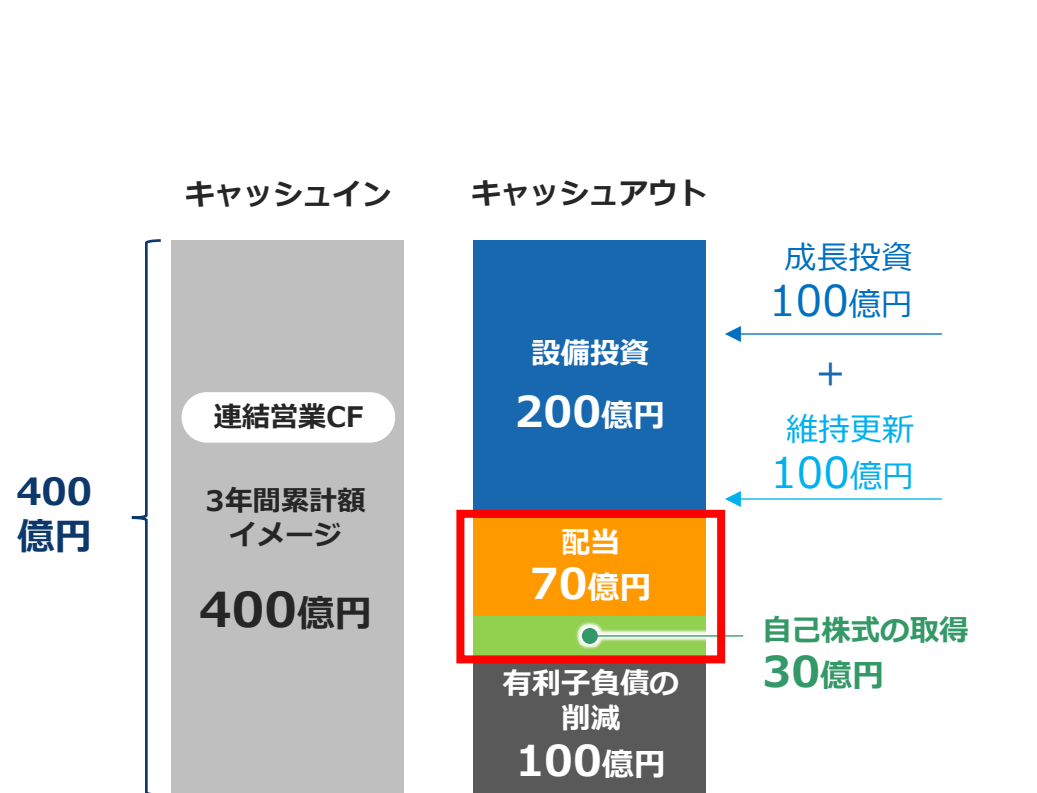 キャッシュイン
キャッシュアウト
400
億円
連結営業CF
3年間累計額
イメージ
400億円
設備投資
200億円
配当
70億円
有利子負債の
削減
100億円
成長投資
100億円
+
維持更新
100億円
自己株式の取得
30億円